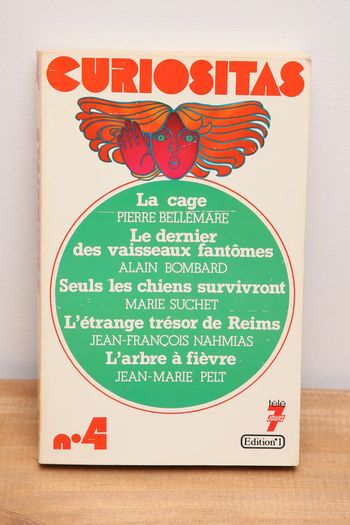 CURIOSITAS
La cage
PIERRE BELLEMARE
Le dernier
des vaisseaux fantômes
ALAIN BOMBARD
Seuls les chiens survivront
MARIE SUCHET
L'étrange trésor de Reims
JEAN-FRANÇOIS NAHMIAS
L'arbre à fièvre
JEAN-MARIE PELT
n•4
télé
7
JOURS
Edition°1